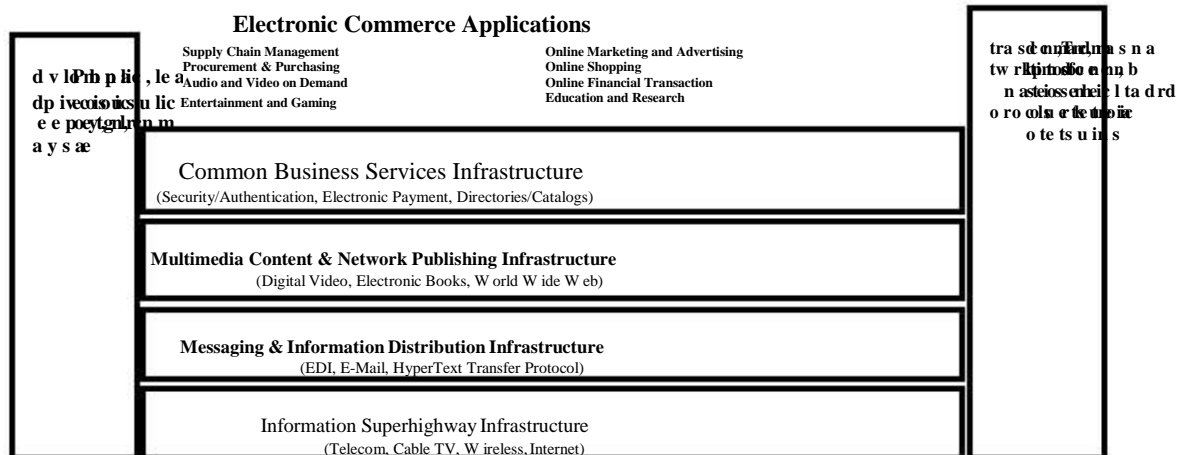 Electronic Commerce Applications
Supply Chain Management
Procurement & Purchasing
Audio and Video on Demand
Entertainment and Gaming
Online Marketing and Advertising
Online Shopping
Online Financial Transaction
Education and Research
Common Business Services Infrastructure
(Security/Authentication, Electronic Payment, Directories/Catalogs)
Multimedia Content & Network Publishing Infrastructure
(Digital Video, Electronic Books, W orld W ide W eb)
Messaging & Information Distribution Infrastructure
(EDI, E-Mail, HyperText Transfer Protocol)
Information Superhighway Infrastructure
(Telecom, Cable TV, W ireless, Internet)